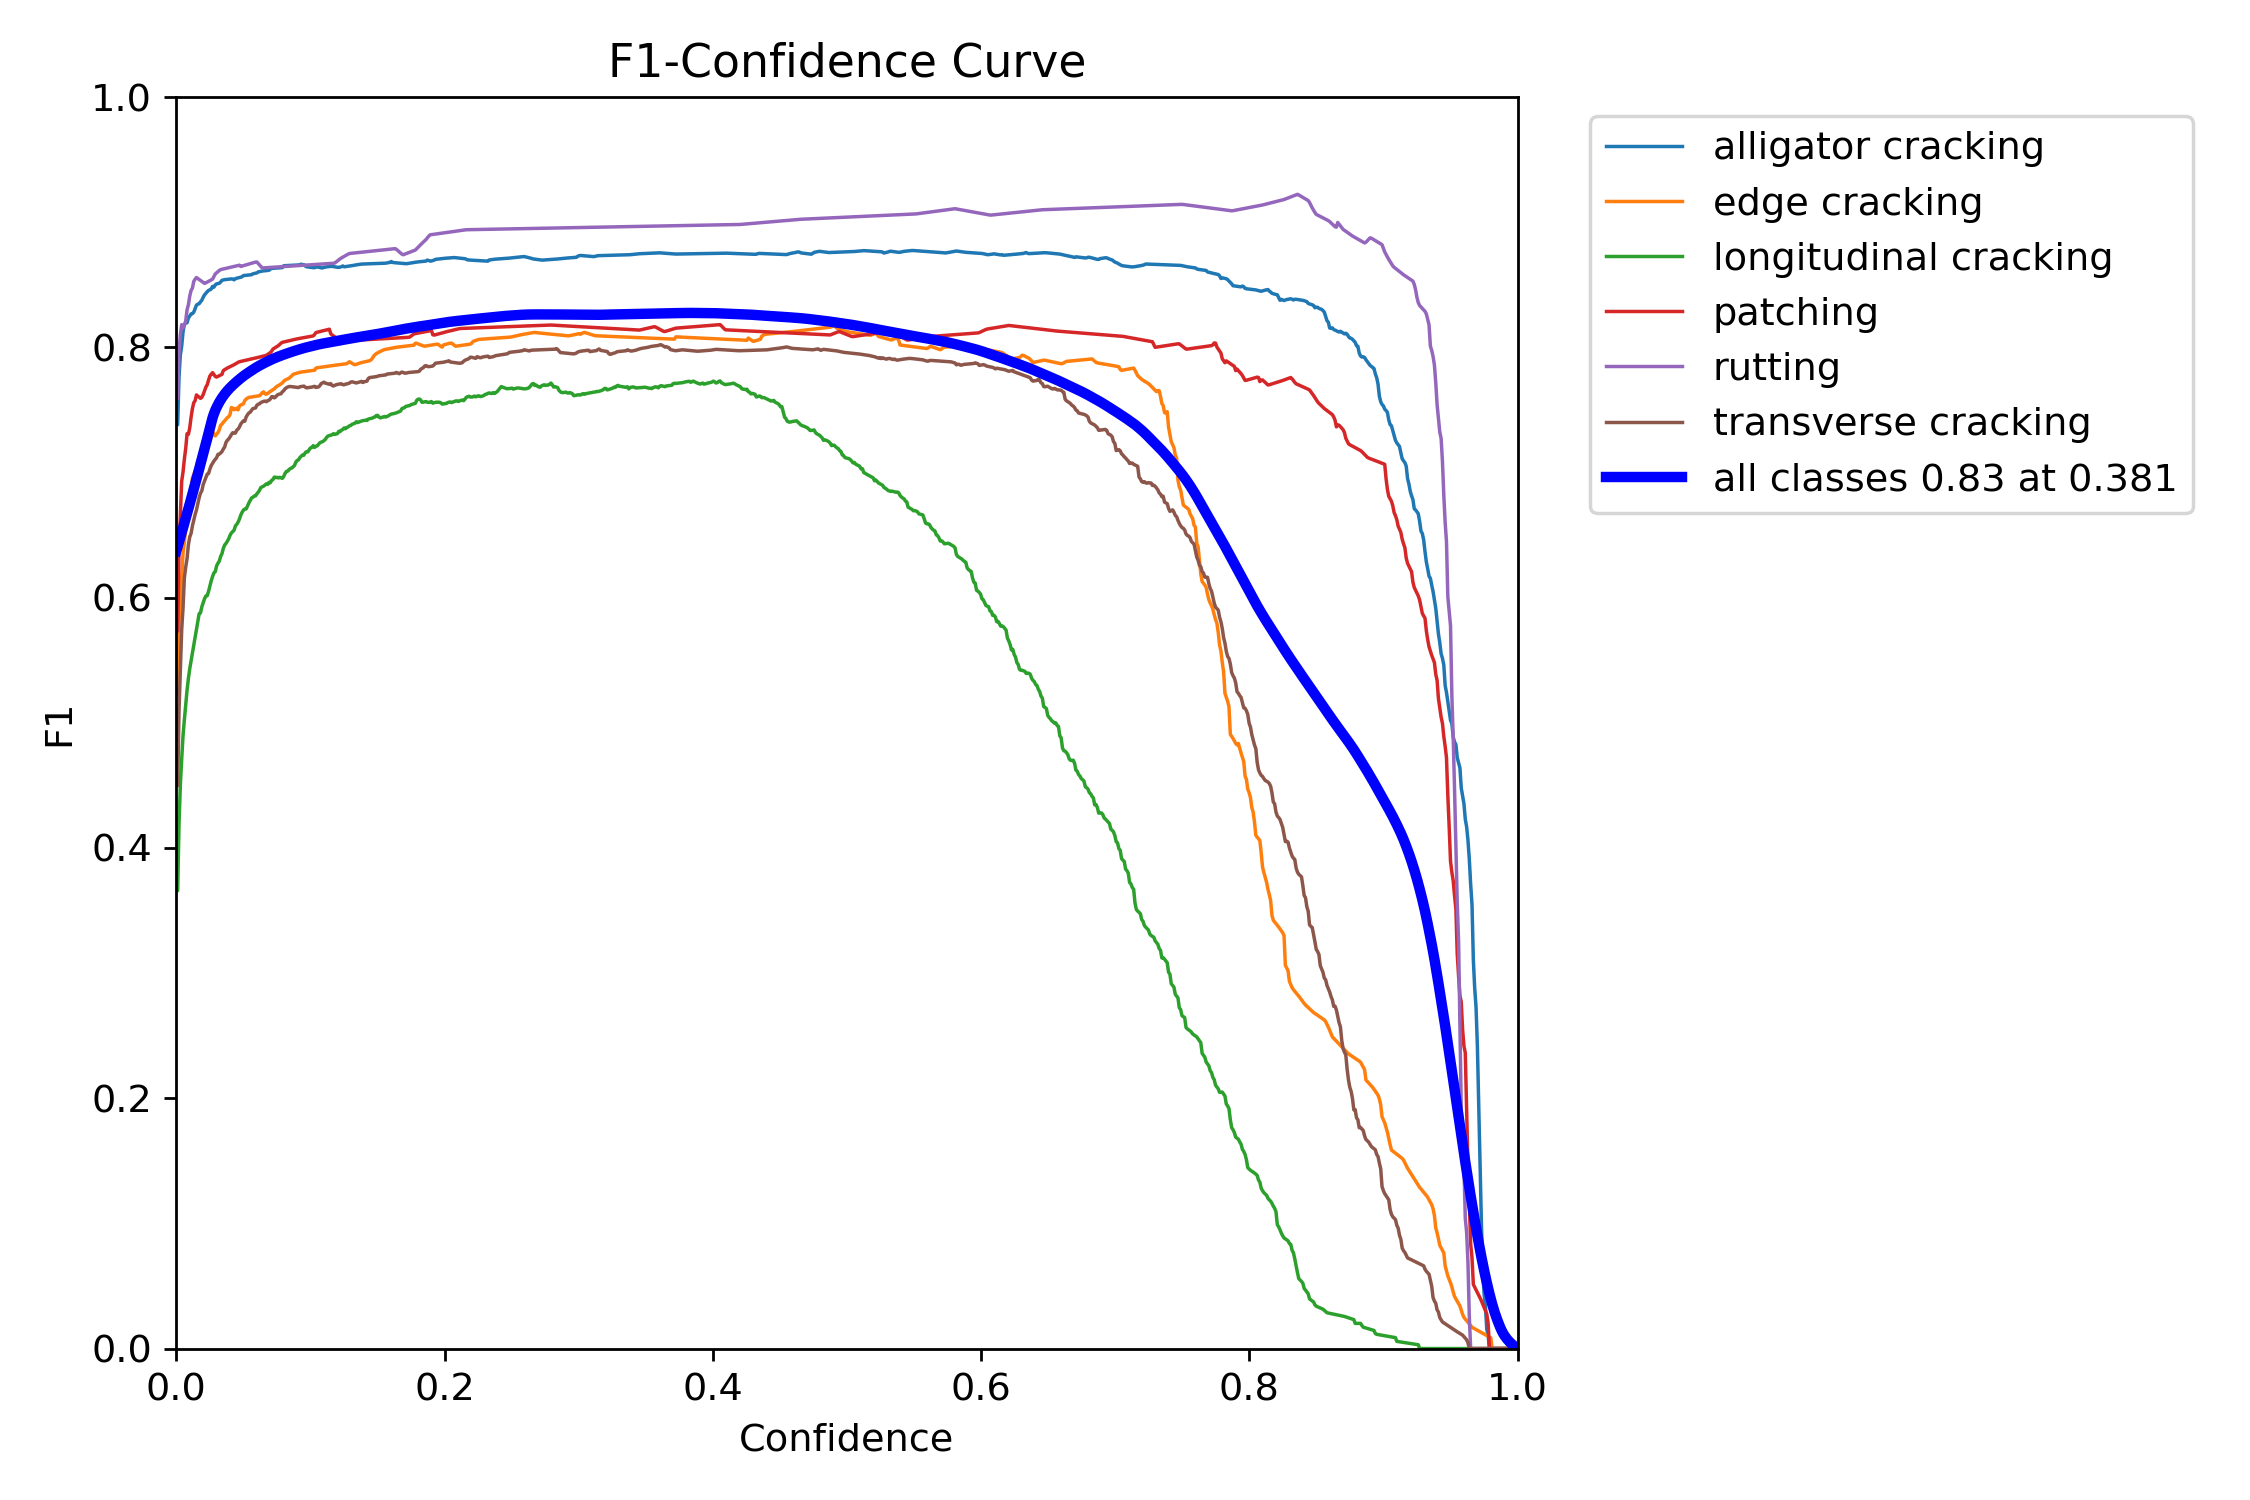 F1-Confidence Curve
1.0
0.8
0.6
0.4
0.2
0.0
F1
0.0 0.2 0.4 0.6 0.8 1.0
Confidence
alligator cracking
edge cracking
longitudinal cracking
patching
rutting
transverse cracking
all classes 0.83 at 0.381